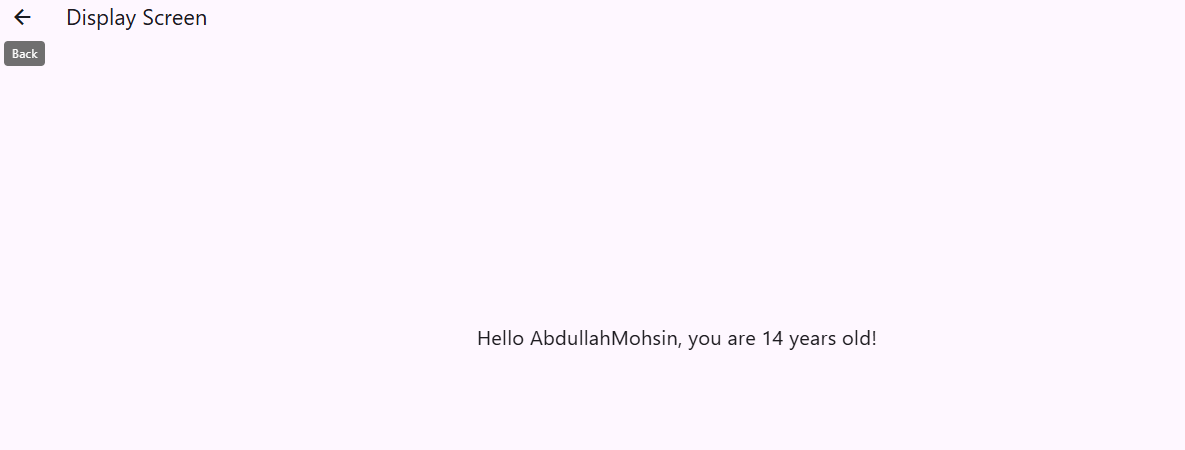 Display Screen
Back
Hello AbdullahMohsin, you are 14 years old!